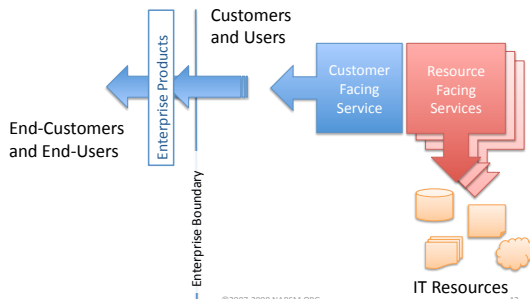 Customers
and Users
Enterprise Products
Customer
Facing
Service
Resource
Facing
Services
End-Customers
and End-Users
Enterprise Boundary
IT Resources